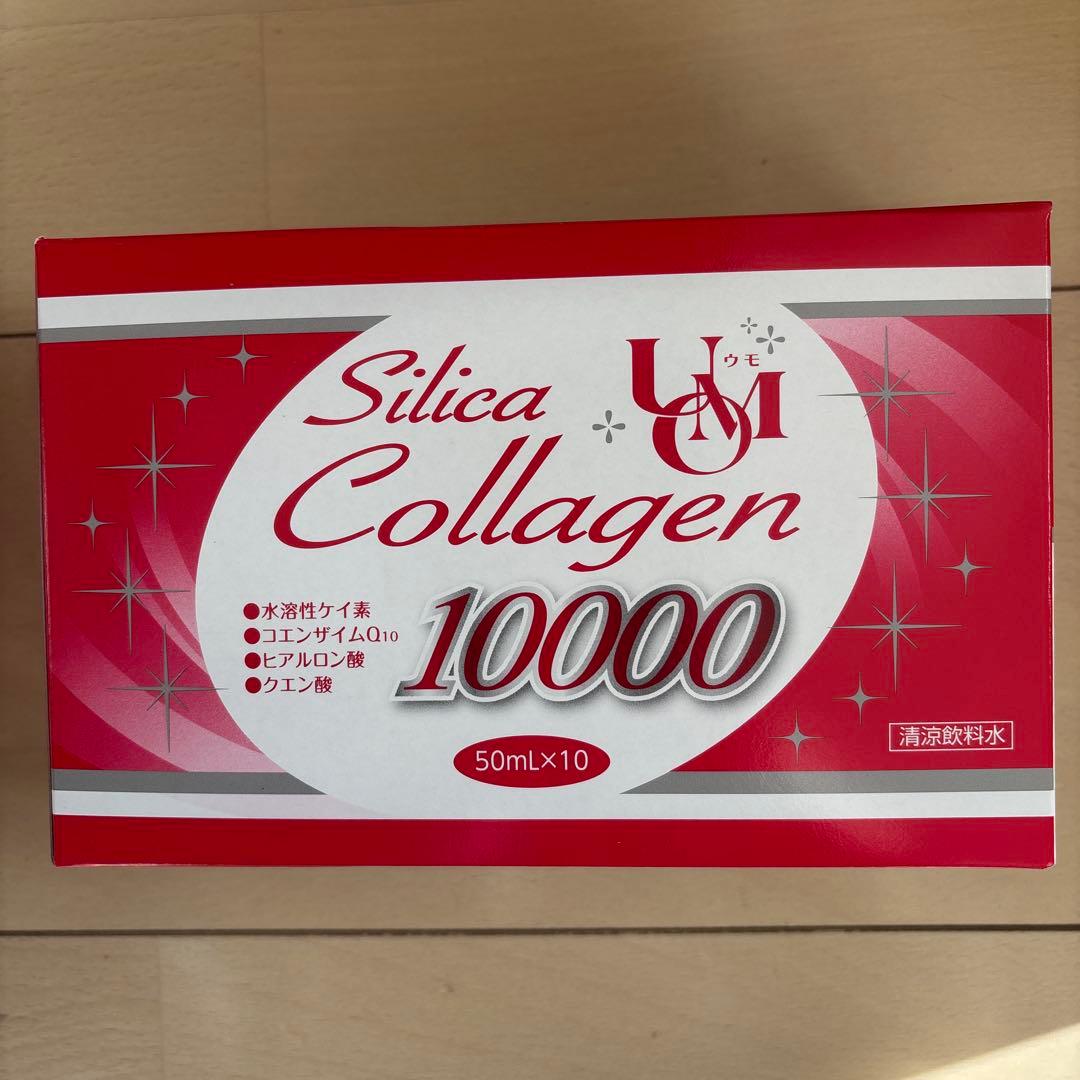 Silica
UOMO
ウモ
Collagen
●水溶性ケイ素
●コエンザイムQ10
●ヒアルロン酸
●クエン酸
10000
50mL×10
清涼飲料水